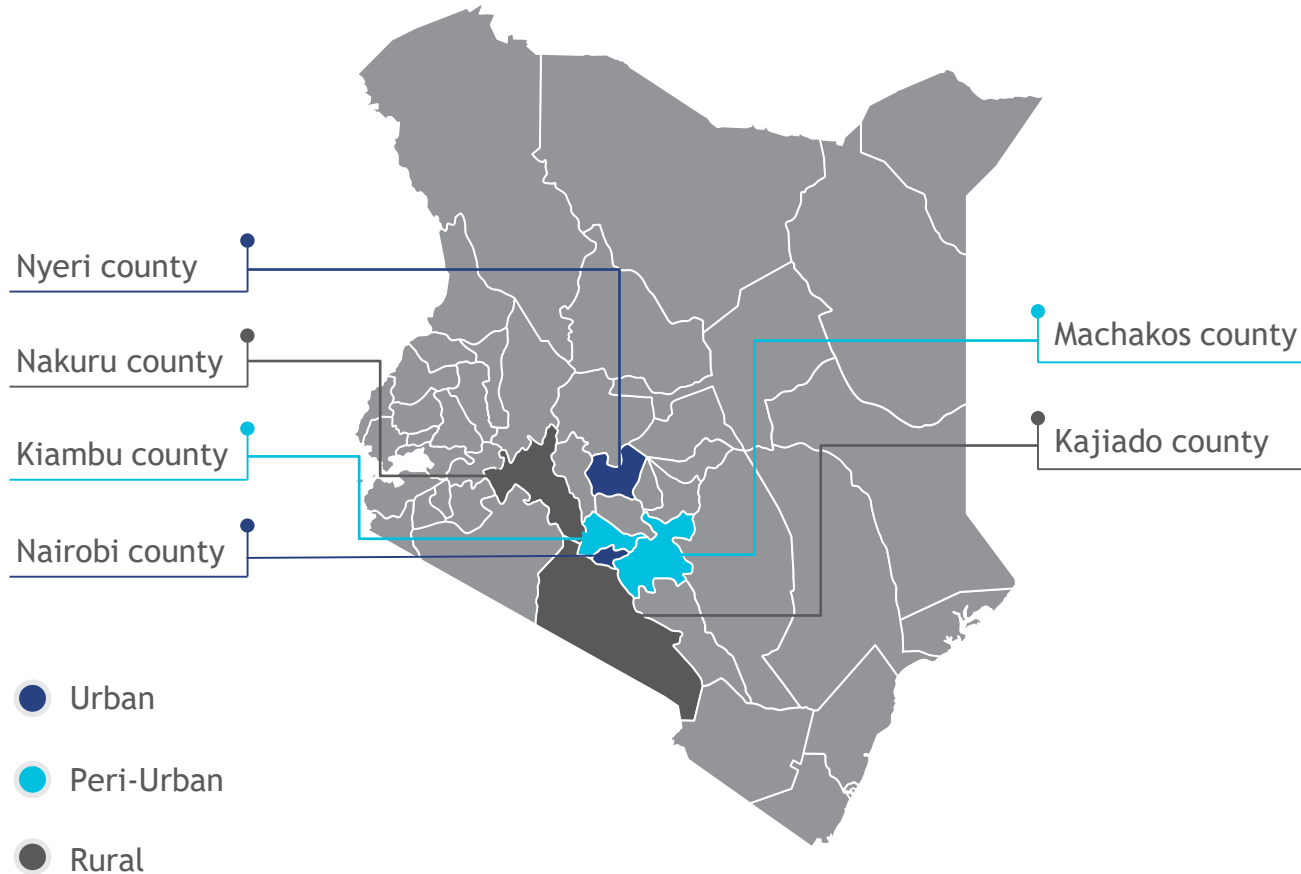 Nyeri county
Nakuru county
Kiambu county
Nairobi county
Machakos county
Kajiado county
Urban
Peri-Urban
Rural